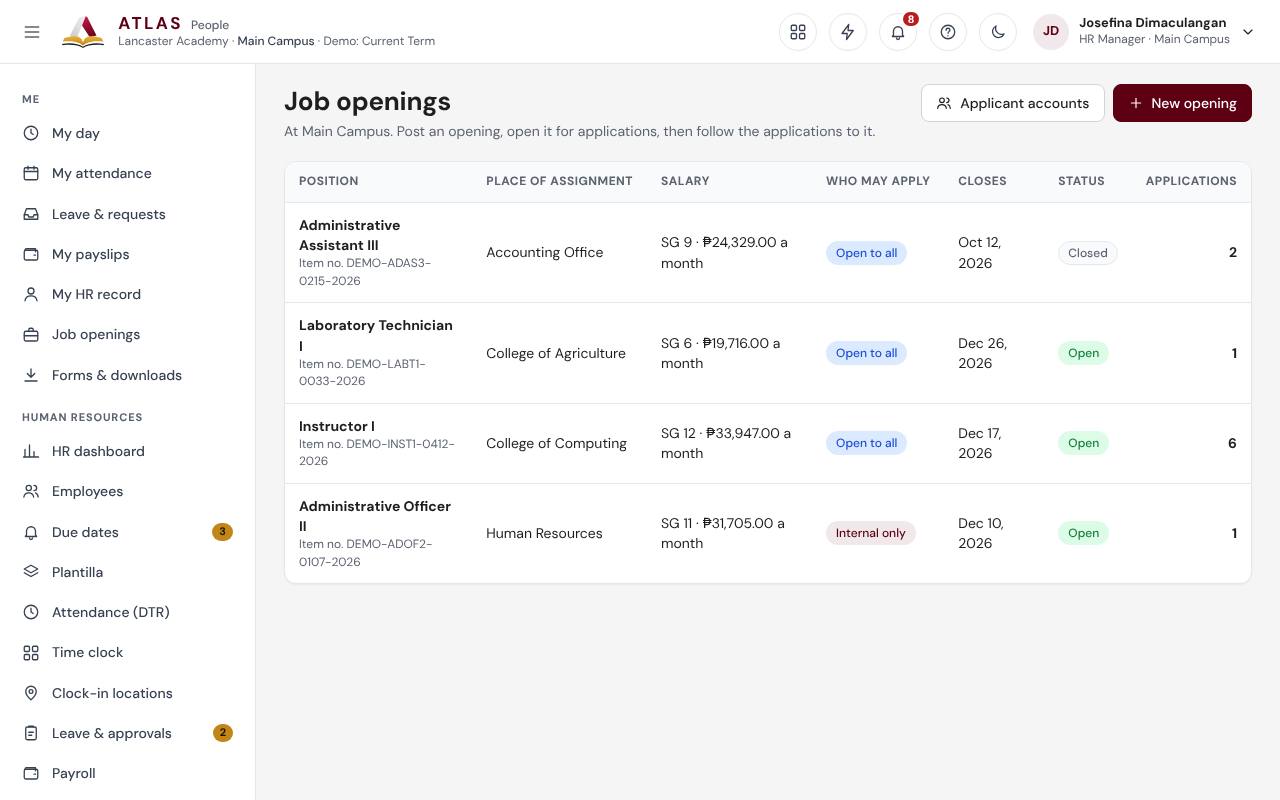 ATLAS People
Lancaster Academy · Main Campus · Demo: Current Term
8
JD
Josefina Dimaculangan
HR Manager · Main Campus
ME
My day
My attendance
Leave & requests
My payslips
My HR record
Job openings
Forms & downloads
HUMAN RESOURCES
HR dashboard
Employees
Due dates 3
Plantilla
Attendance (DTR)
Time clock
Clock-in locations
Leave & approvals 2
Payroll
Job openings
At Main Campus. Post an opening, open it for applications, then follow the applications to it.
Applicant accounts
New opening
POSITION PLACE OF ASSIGNMENT SALARY WHO MAY APPLY CLOSES STATUS APPLICATIONS
Administrative
Assistant III
Item no. DEMO-ADAS3-
0215-2026
Accounting Office
SG 9 · ₱24,329.00 a
month
Open to all
Oct 12,
2026
Closed
2
Laboratory Technician
I
Item no. DEMO-LABT1-
0033-2026
College of Agriculture
SG 6 · ₱19,716.00 a
month
Open to all
Dec 26,
2026
Open
1
Instructor I
Item no. DEMO-INST1-0412-
2026
College of Computing
SG 12 · ₱33,947.00 a
month
Open to all
Dec 17,
2026
Open
6
Administrative Officer
II
Item no. DEMO-ADOF2-
0107-2026
Human Resources
SG 11 · ₱31,705.00 a
month
Internal only
Dec 10,
2026
Open
1